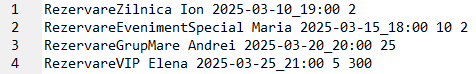 1 RezervareZilnica Ion 2025-03-10_19:00 2
2 RezervareEvenimentSpecial Maria 2025-03-15_18:00 10 2
3 RezervareGrupMare Andrei 2025-03-20_20:00 25
4 RezervareVIP Elena 2025-03-25_21:00 5 300